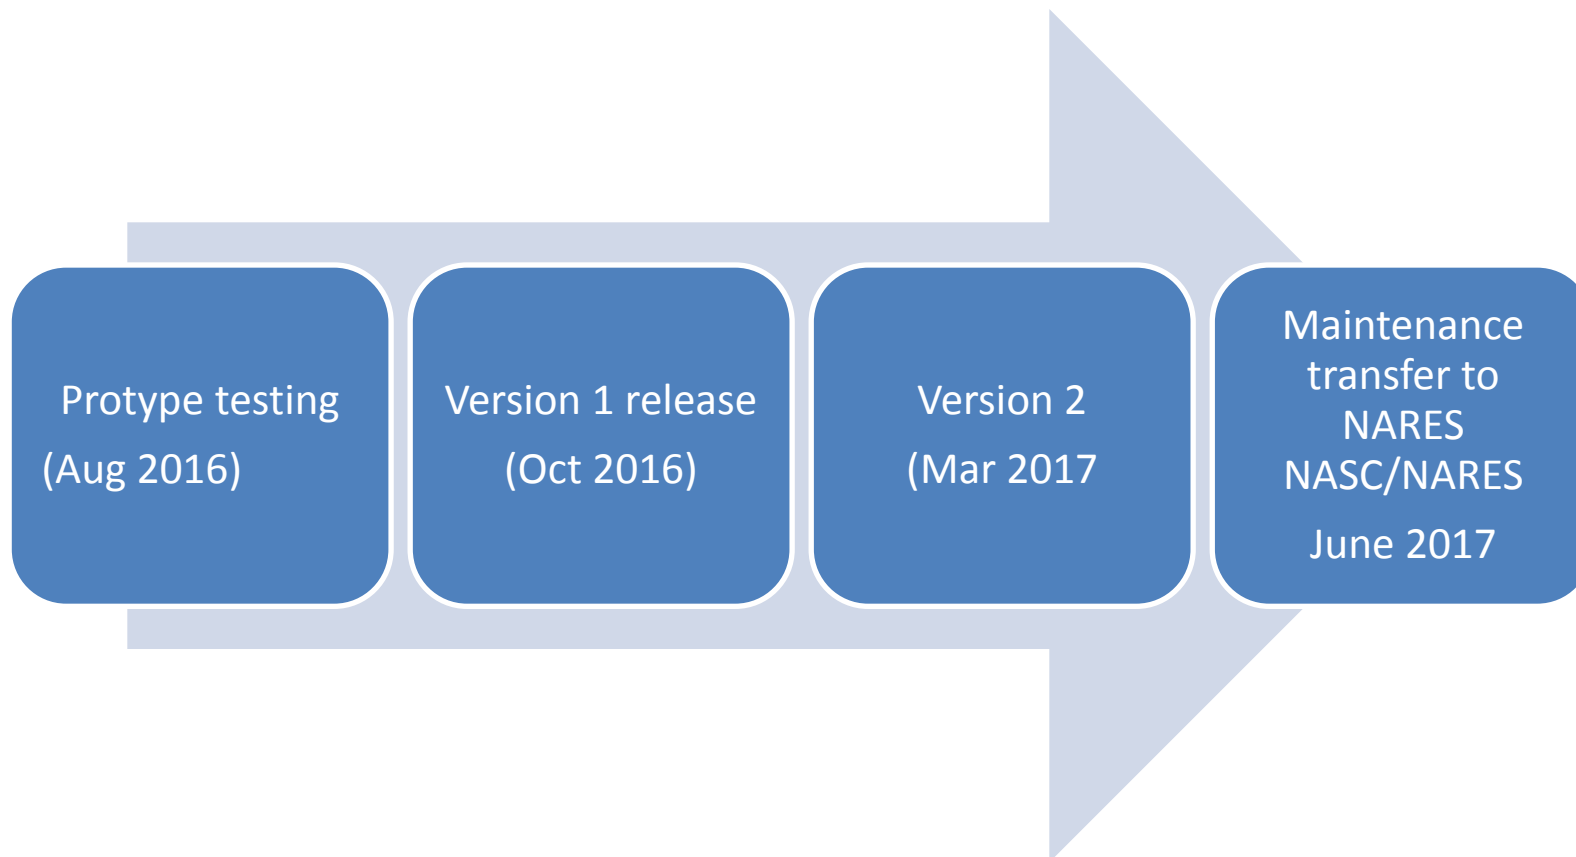 Protype testing
(Aug 2016)
Version 1 release
(Oct 2016)
Version 2
(Mar 2017
Maintenance
transfer to
NARES
NASC/NARES
June 2017